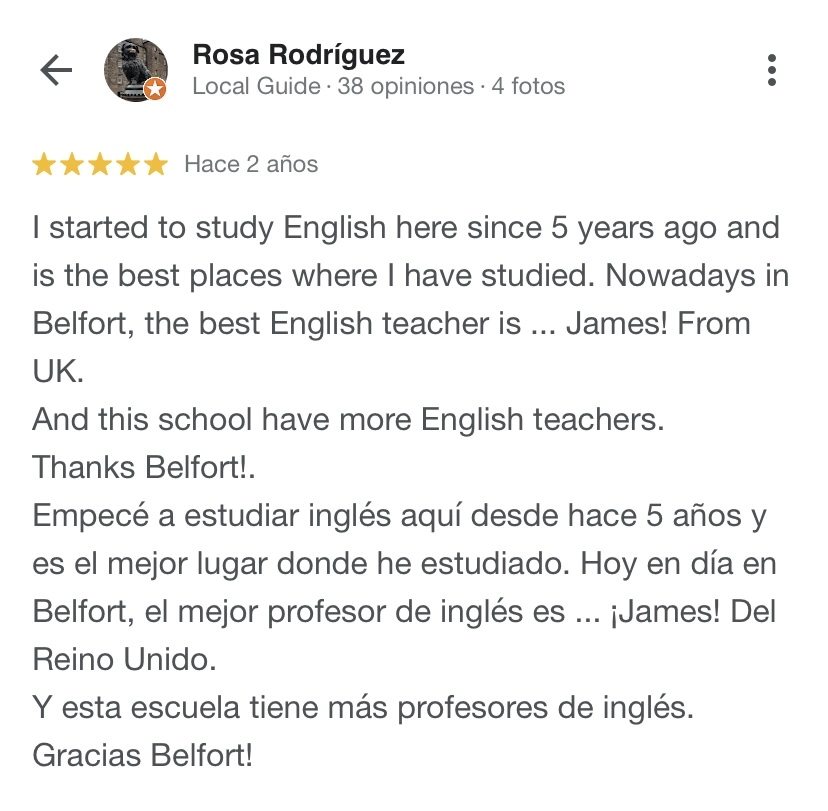 Rosa Rodríguez
Local Guide · 38 opiniones · 4 fotos
Hace 2 años
I started to study English here since 5 years ago and
is the best places where I have studied. Nowadays in
Belfort, the best English teacher is ... James! From
UK.
And this school have more English teachers.
Thanks Belfort!.
Empecé a estudiar inglés aquí desde hace 5 años y
es el mejor lugar donde he estudiado. Hoy en día en
Belfort, el mejor profesor de inglés es ... ¡James! Del
Reino Unido.
Y esta escuela tiene más profesores de inglés.
Gracias Belfort!